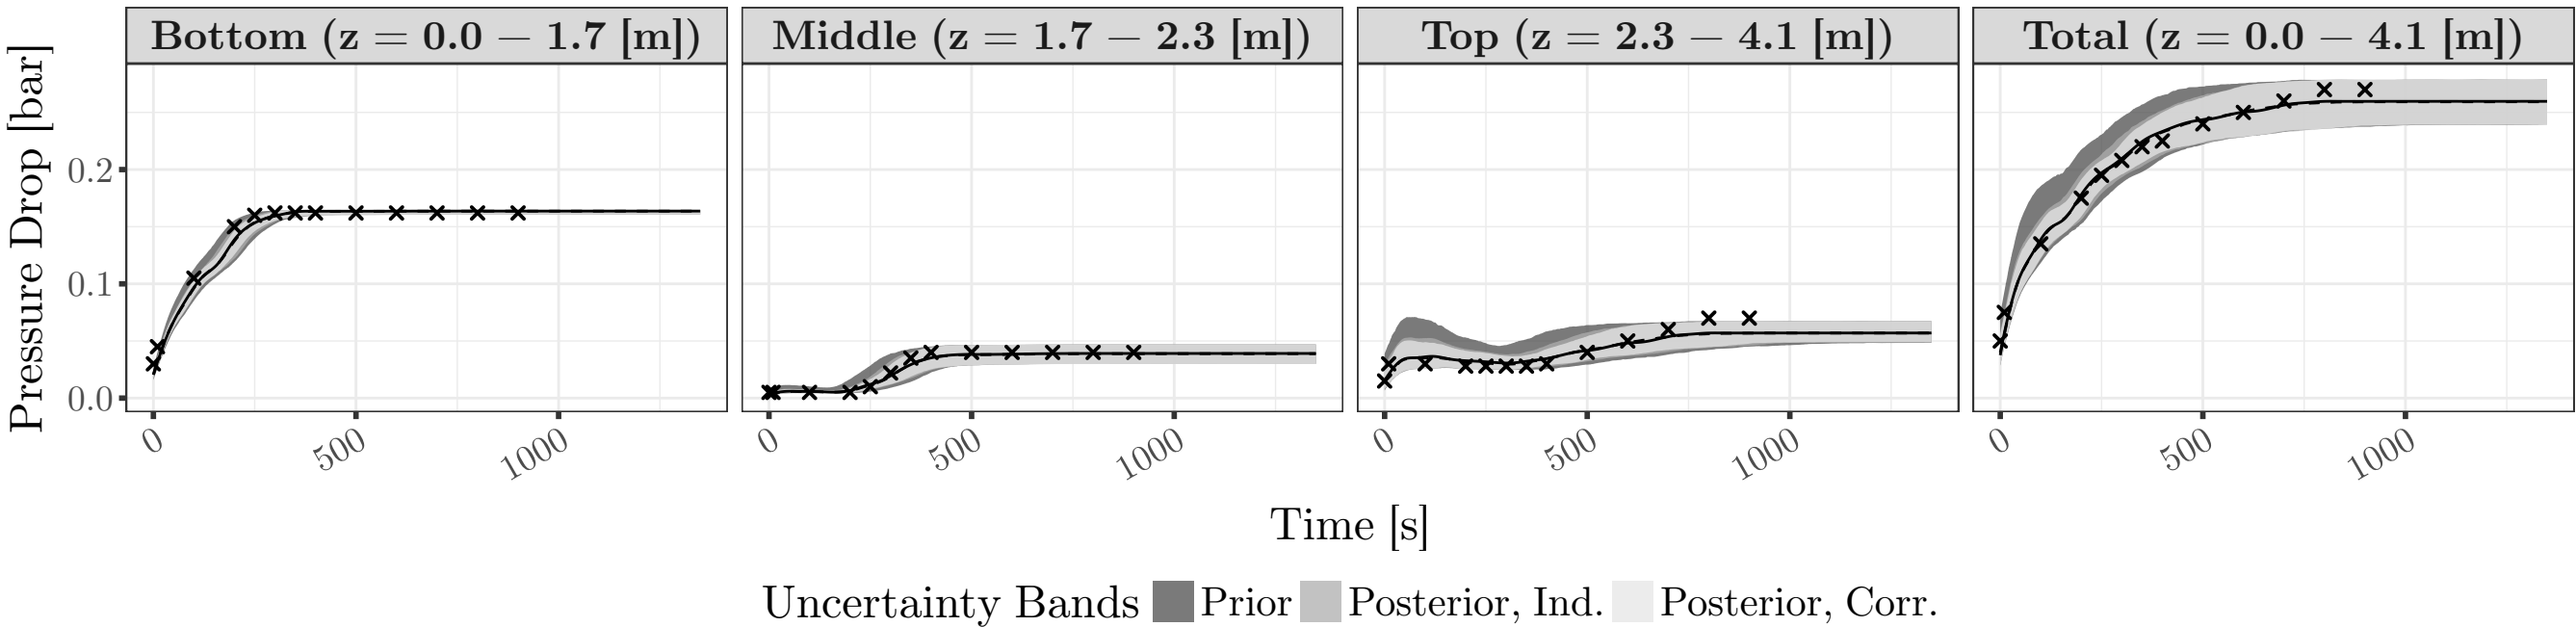 Bottom (z = 0.0 − 1.7 [m])
Middle (z = 1.7 − 2.3 [m])
Top (z = 2.3 − 4.1 [m])
Total (z = 0.0 − 4.1 [m])
Pressure Drop [bar]
0.2
0.1
0.0
0 500 1000
0 500 1000
0 500 1000
0 500 1000
Time [s]
Uncertainty Bands Prior Posterior, Ind. Posterior, Corr.